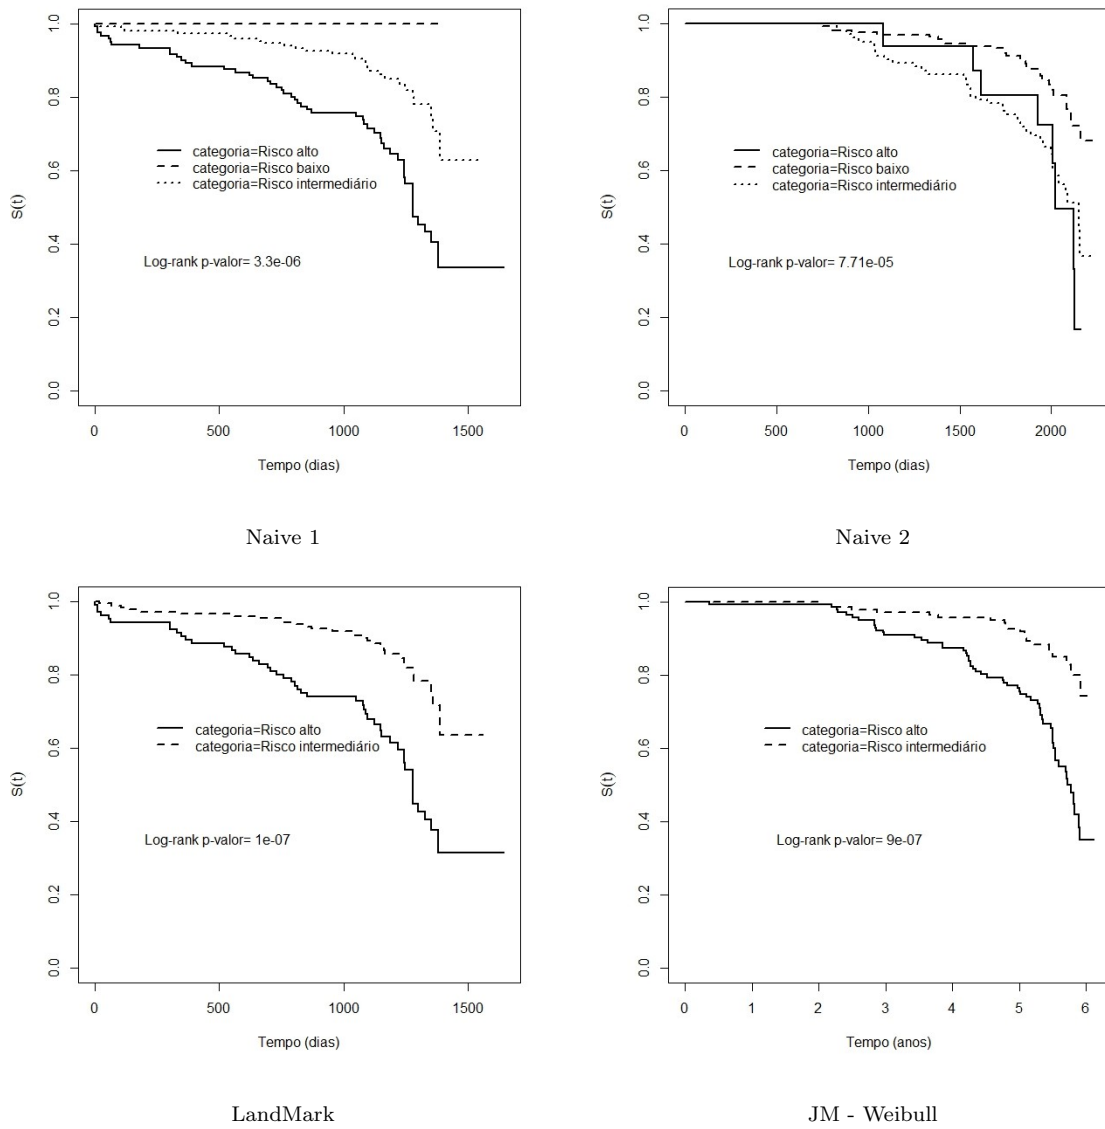 1.0
0.8
0.6
0.4
0.2
0.0
S(t)
categoria=Risco alto
categoria=Risco baixo
categoria=Risco intermediário
Log-rank p-valor= 3.3e-06
0 500 1000 1500
Tempo (dias)
Naive 1
1.0
0.8
0.6
0.4
0.2
0.0
S(t)
categoria=Risco alto
categoria=Risco baixo
categoria=Risco intermediário
Log-rank p-valor= 7.71e-05
0 500 1000 1500 2000
Tempo (dias)
Naive 2
1.0
0.8
0.6
0.4
0.2
0.0
S(t)
categoria=Risco alto
categoria=Risco intermediário
Log-rank p-valor= 1e-07
0 500 1000 1500
Tempo (dias)
LandMark
1.0
0.8
0.6
0.4
0.2
0.0
S(t)
categoria=Risco alto
categoria=Risco intermediário
Log-rank p-valor= 9e-07
0 1 2 3 4 5 6
Tempo (anos)
JM - Weibull